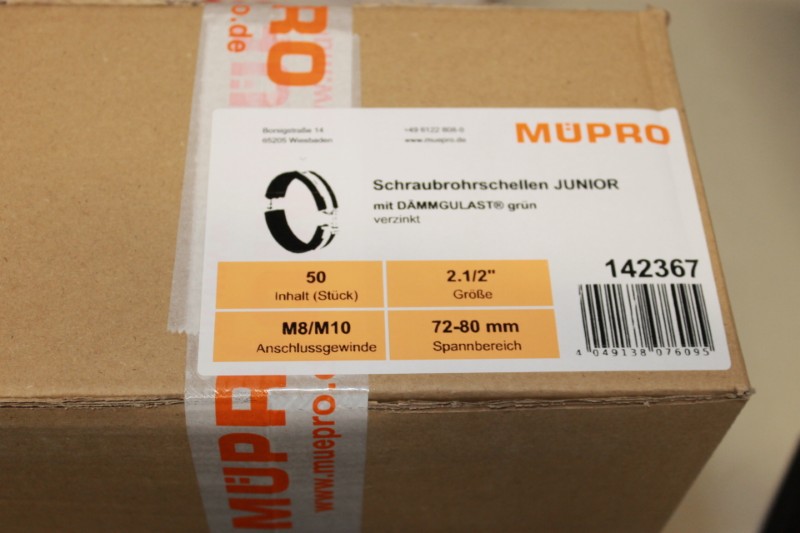 PRO
o.de
Borsigstraße 14
65205 Wiesbaden
+49 6122 808-0
www.muepro.de
MÜPRO
Schraubrohrschellen JUNIOR
mit DÄMMGULAST® grün
verzinkt
50
Inhalt (Stück)
2.1/2"
Größe
M8/M10
Anschlussgewinde
72-80 mm
Spannbereich
142367
4 049138 076095
MÜPR
www.muepro.